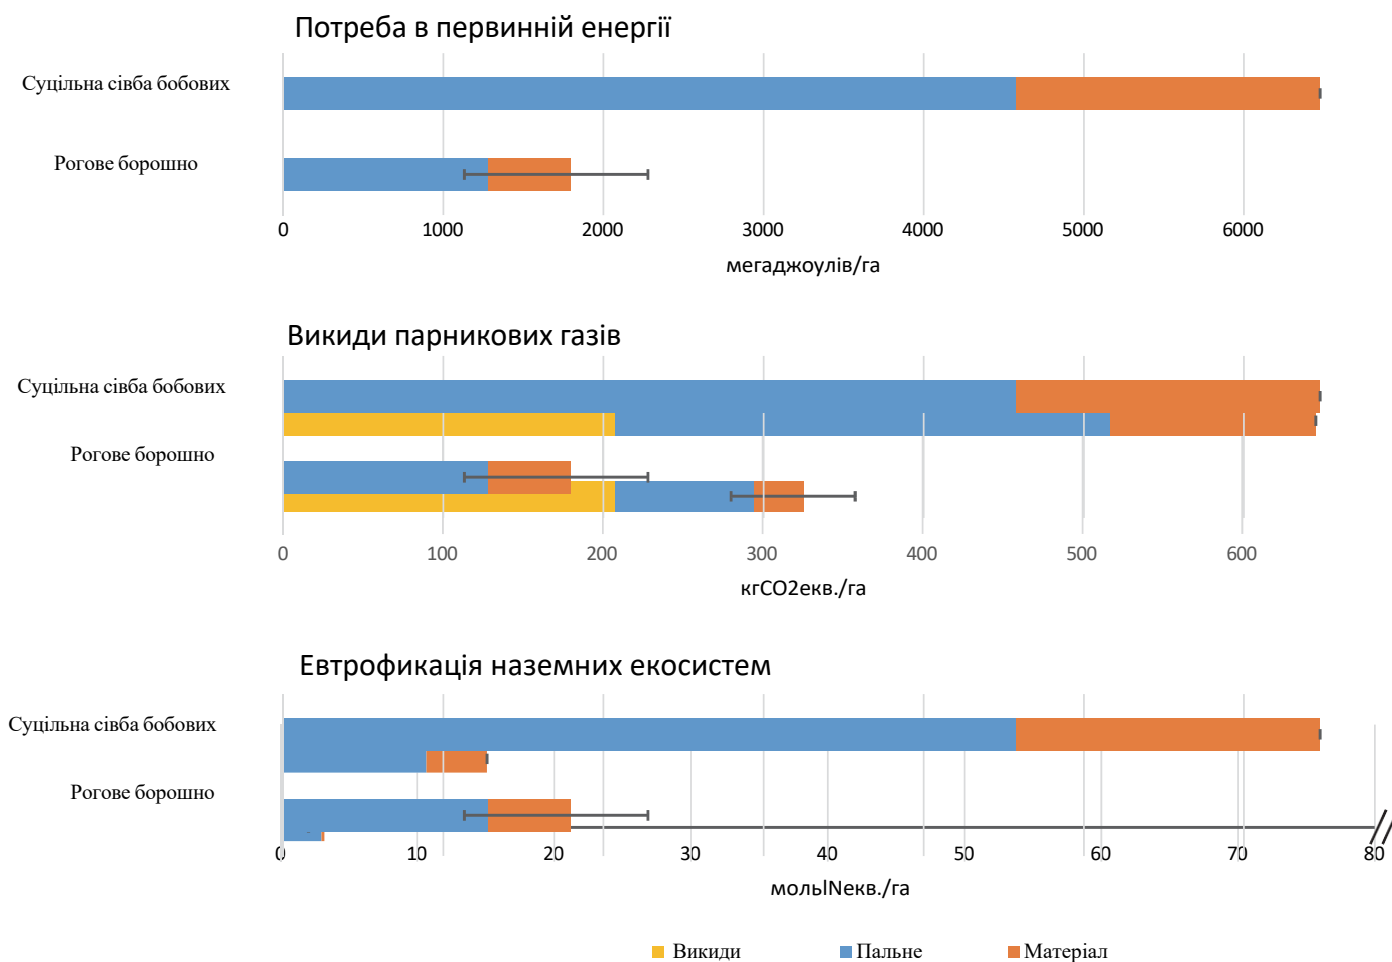 Потреба в первинній енергії
Суцільна сівба бобових
Рогове борошно
0 1000 2000 3000 4000 5000 6000
мегаджоулів/га
Викиди парникових газів
Суцільна сівба бобових
Рогове борошно
0 100 200 300 400 500 600
кгCO2екв./га
Евтрофикація наземних екосистем
Суцільна сівба бобових
Рогове борошно
0 10 20 30 40 50 60 70 80
мольlNекв./га
Викиди Пальне Матеріал